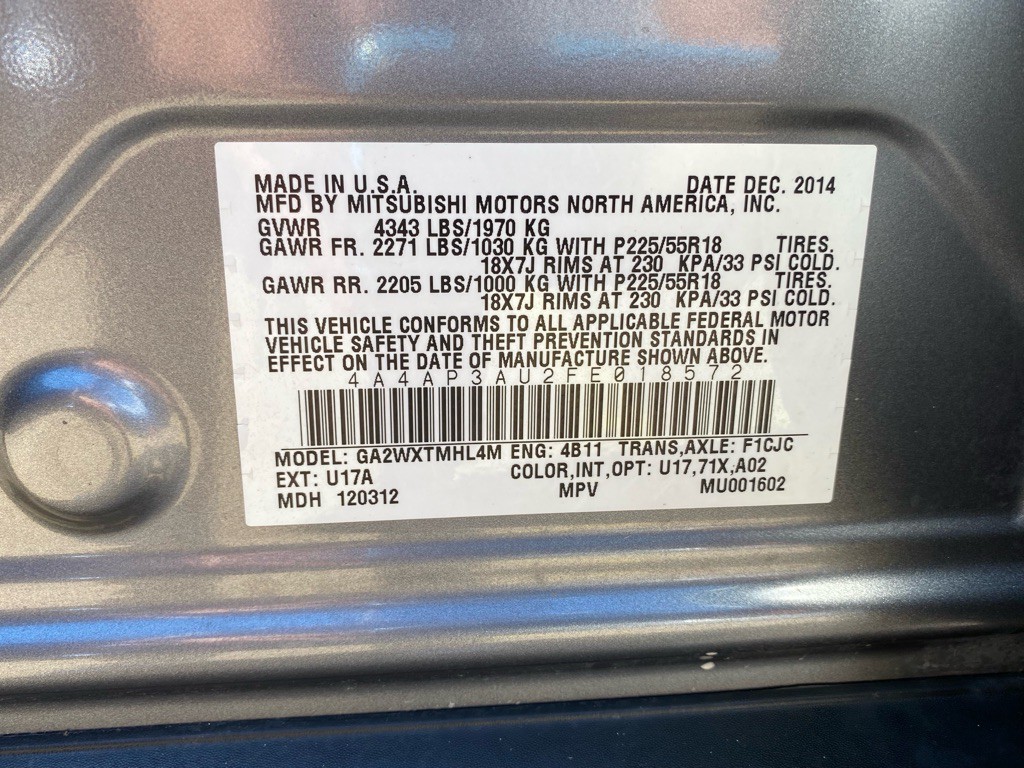 MADE IN U.S.A. DATE DEC. 2014
MFD BY MITSUBISHI MOTORS NORTH AMERICA, INC.
GVWR 4343 LBS/1970 KG
GAWR FR. 2271 LBS/1030 KG WITH P225/55R18 TIRES.
18X7J RIMS AT 230 KPA/33 PSI COLD.
GAWR RR. 2205 LBS/1000 KG WITH P225/55R18 TIRES.
18X7J RIMS AT 230 KPA/33 PSI COLD.
THIS VEHICLE CONFORMS TO ALL APPLICABLE FEDERAL MOTOR
VEHICLE SAFETY AND THEFT PREVENTION STANDARDS IN
EFFECT ON THE DATE OF MANUFACTURE SHOWN ABOVE.
4A4AP3AU2FE018572
MODEL: GA2WXTMHL4M ENG: 4B11 TRANS,AXLE: F1CJC
EXT: U17A COLOR,INT,OPT: U17,71X,A02
MDH 120312 MPV MU001602